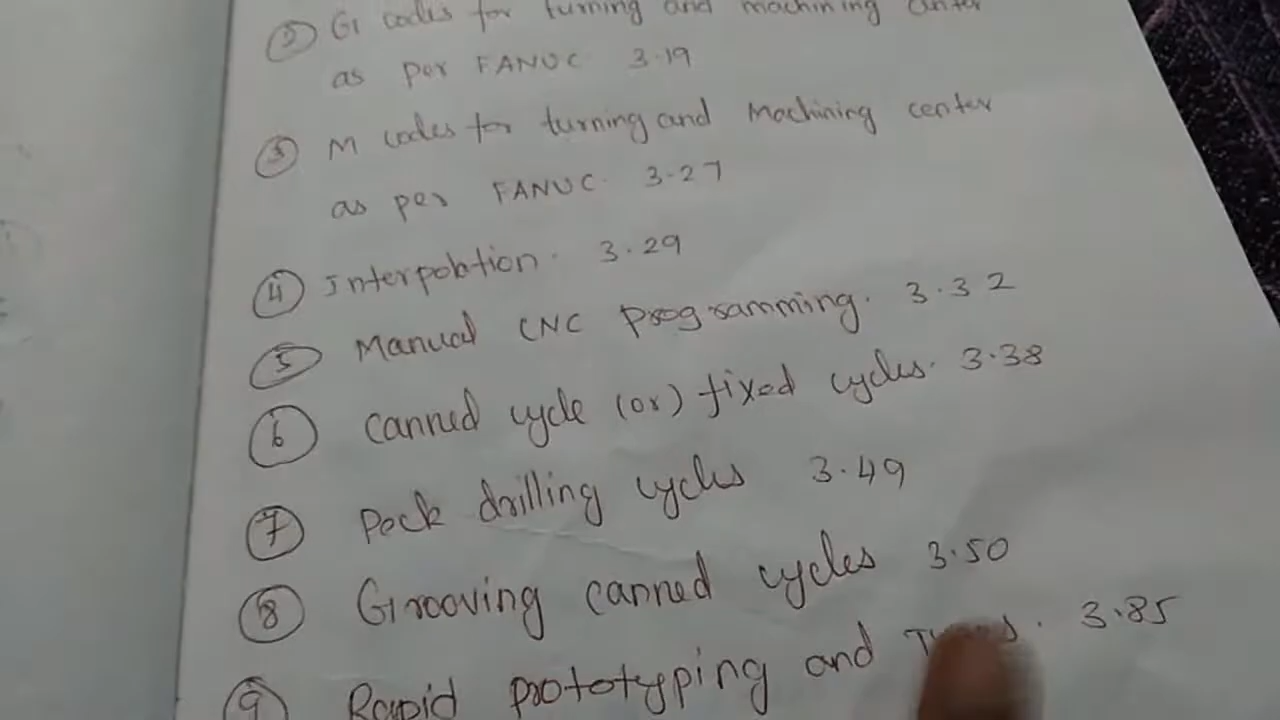 ② G codes for turning and machining center
as per FANUC 3.19
③ M codes for turning and Machining center
as per FANUC. 3.27
④ Interpolation. 3.29
⑤ Manual CNC programming. 3.32
⑥ Canned cycle (or) fixed cycles. 3.38
⑦ Peck drilling cycles 3.49
⑧ Grooving canned cycles 3.50
⑨ Rapid prototyping and 3.85